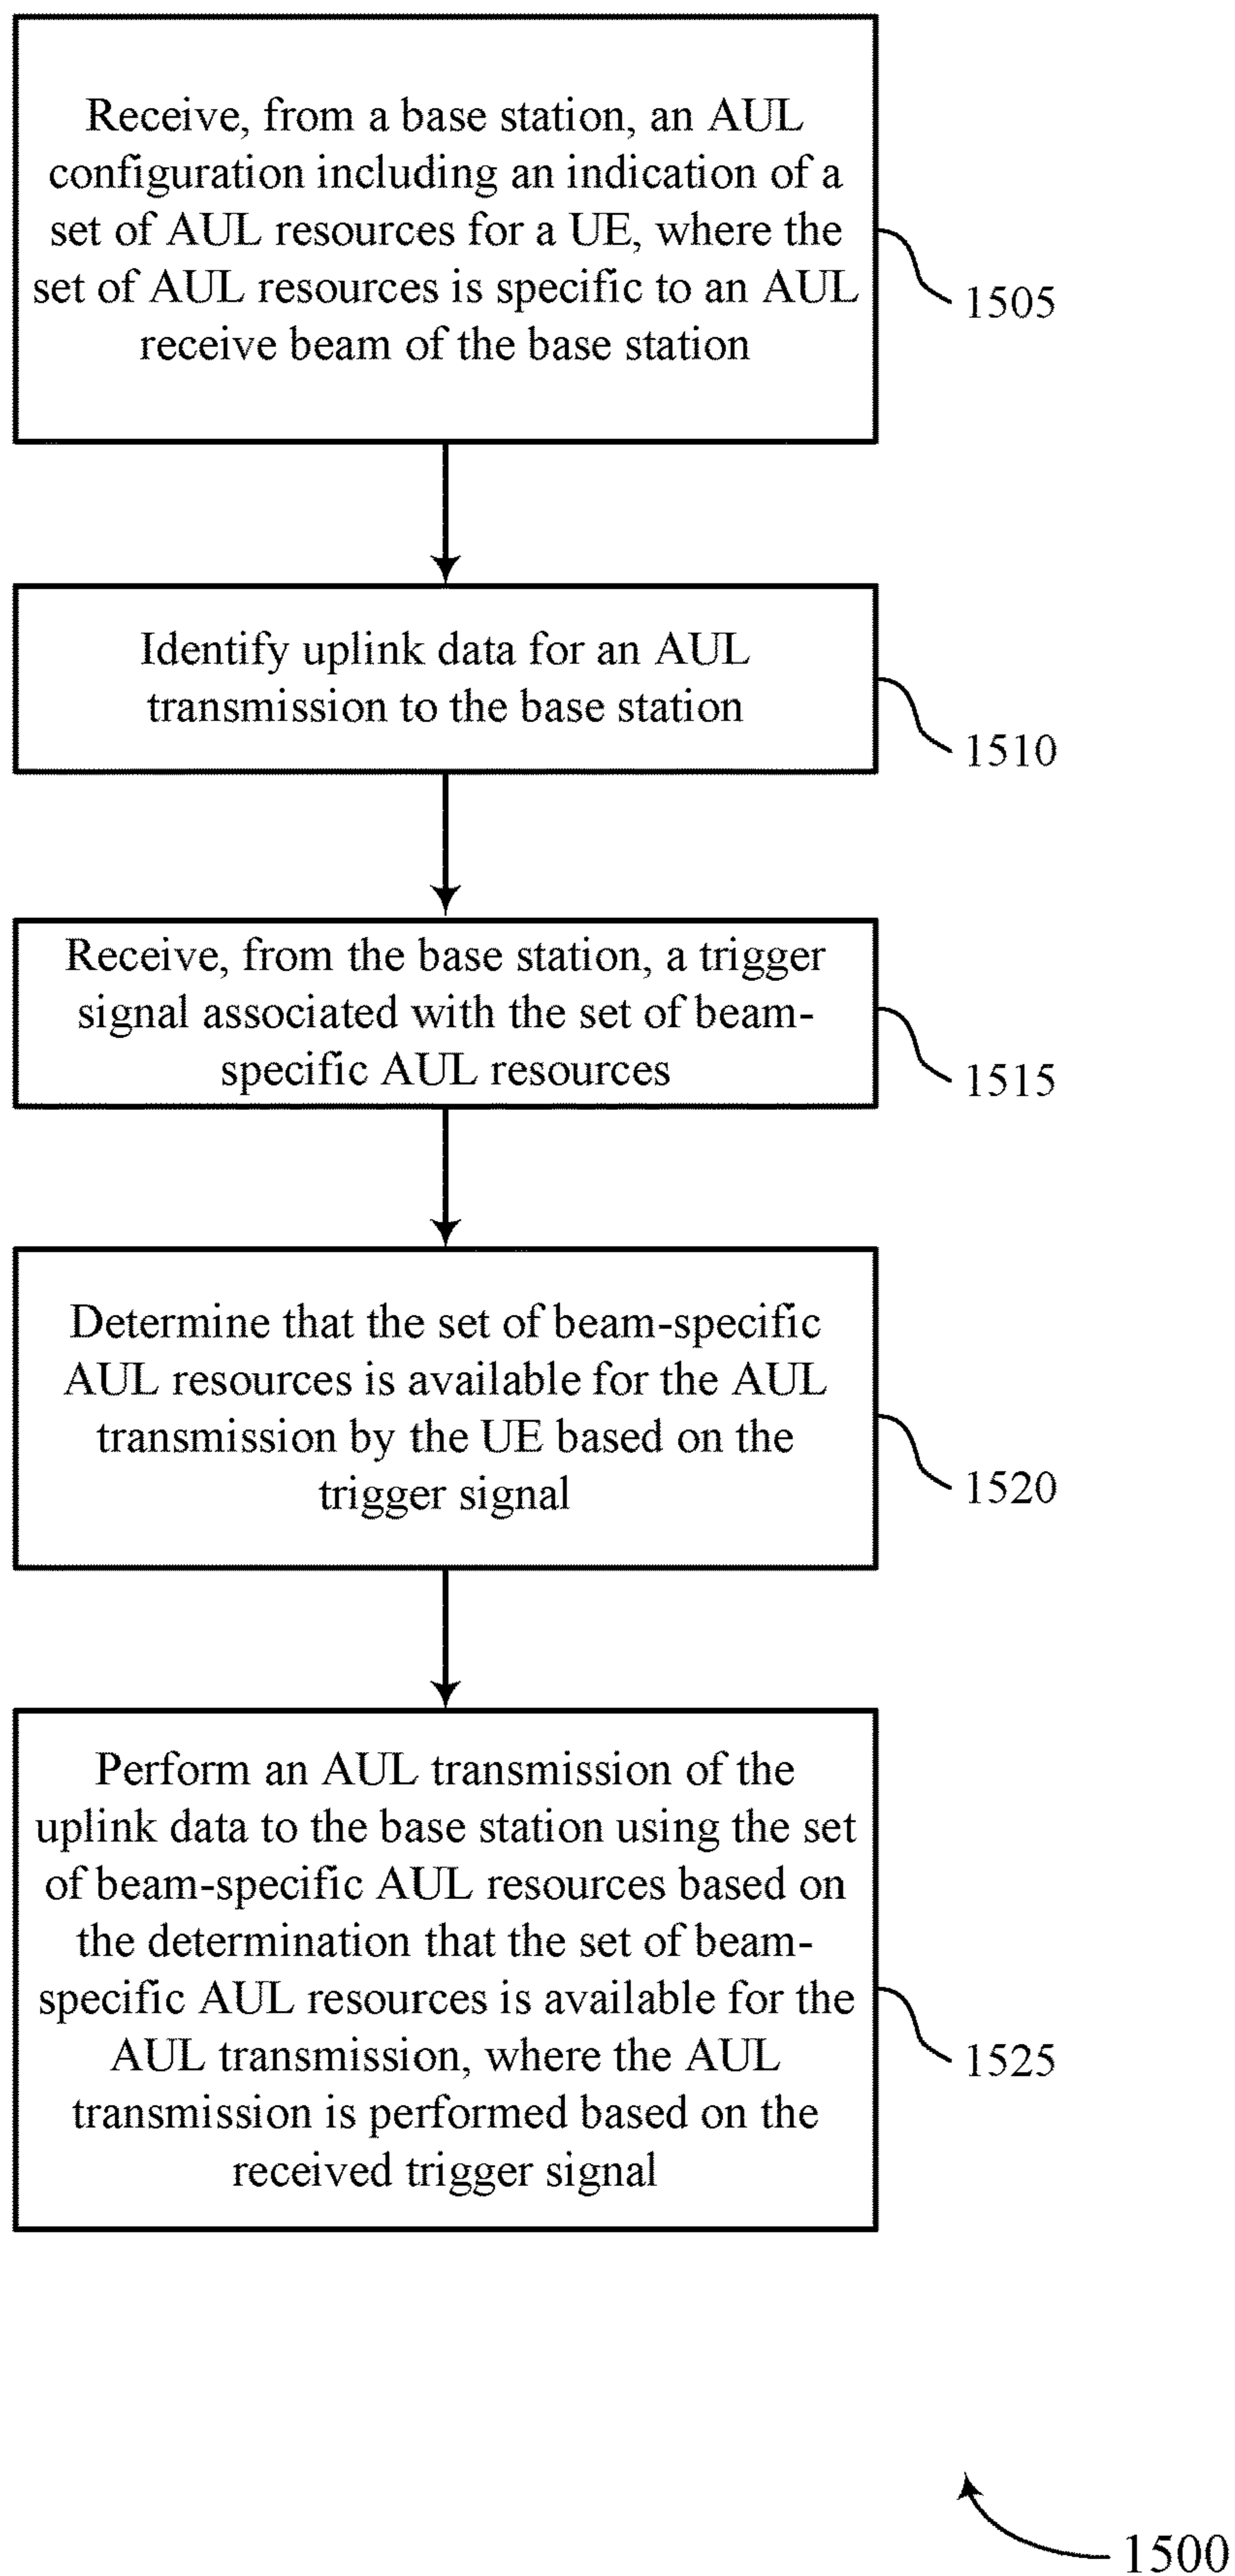 Receive, from a base station, an AUL
configuration including an indication of a
set of AUL resources for a UE, where the
set of AUL resources is specific to an AUL
receive beam of the base station
1505
Identify uplink data for an AUL
transmission to the base station
1510
Receive, from the base station, a trigger
signal associated with the set of beam-
specific AUL resources
1515
Determine that the set of beam-specific
AUL resources is available for the AUL
transmission by the UE based on the
trigger signal
1520
Perform an AUL transmission of the
uplink data to the base station using the set
of beam-specific AUL resources based on
the determination that the set of beam-
specific AUL resources is available for the
AUL transmission, where the AUL
transmission is performed based on the
received trigger signal
1525
1500